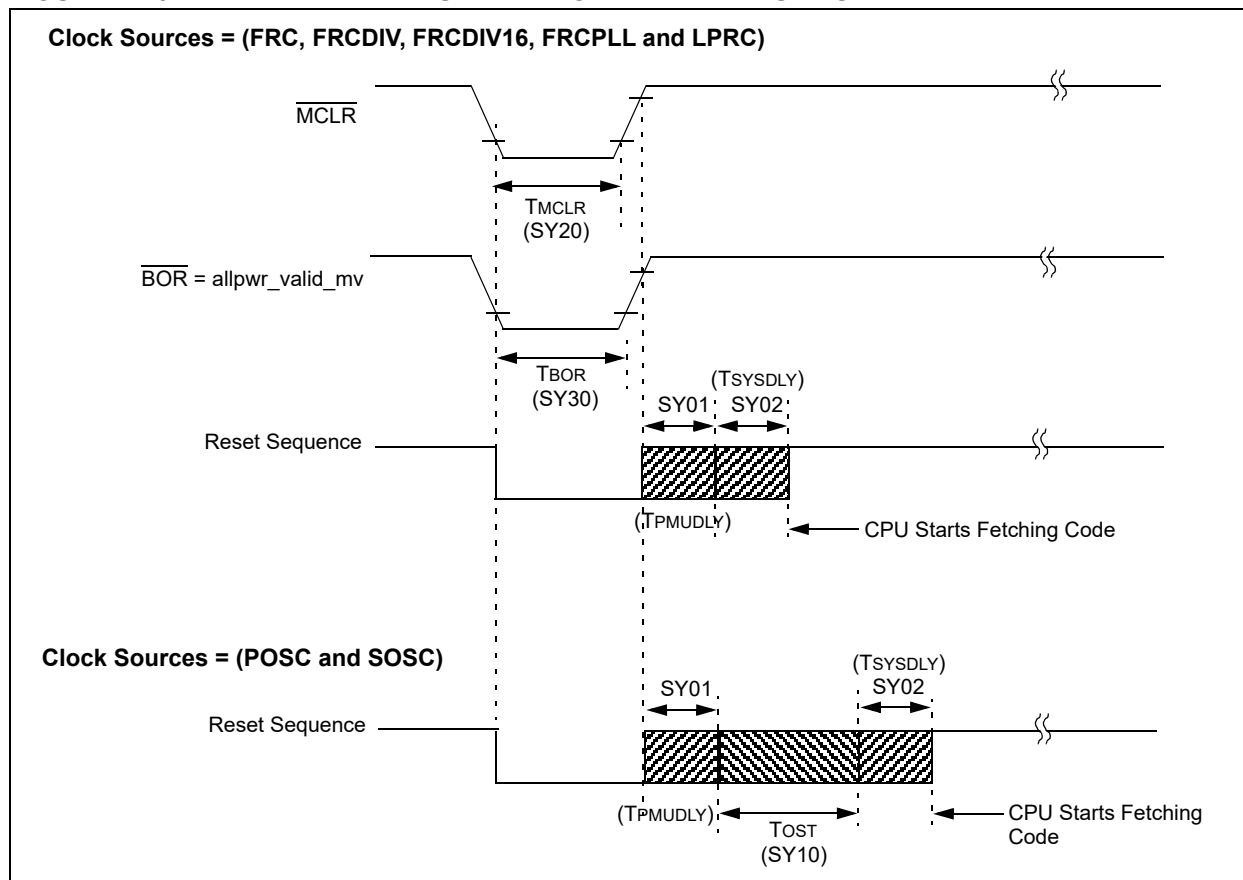 Clock Sources = (FRC, FRCDIV, FRCDIV16, FRCPLL and LPRC)
MCLR
TMCLR
(SY20)
BOR = allpwr_valid_mv
TBOR
(SY30)
(TSYSDLY)
SY01
SY02
Reset Sequence
(TPMUDLY)
CPU Starts Fetching Code
Clock Sources = (POSC and SOSC)
(TSYSDLY)
SY01
SY02
Reset Sequence
(TPMUDLY)
TOST
(SY10)
CPU Starts Fetching
Code